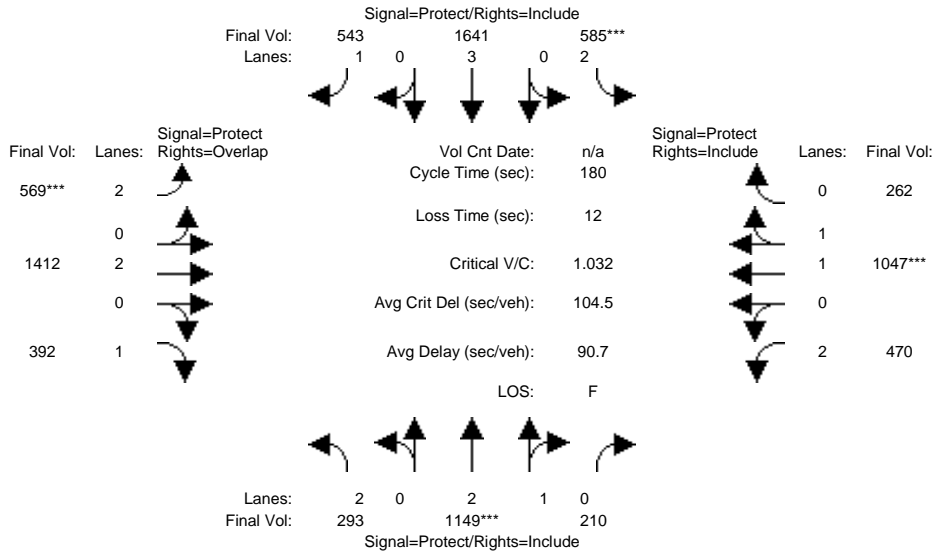 Signal=Protect/Rights=Include
Final Vol: 543 1641 585***
Lanes: 1 0 3 0 2
Signal=Protect Signal=Protect
Final Vol: Lanes: Rights=Overlap Vol Cnt Date: n/a Rights=Include Lanes: Final Vol:
Cycle Time (sec): 180
569*** 2 0 262
Loss Time (sec): 12
0 1
1412 2 Critical V/C: 1.032 1 1047***
0 Avg Crit Del (sec/veh): 104.5 0
392 1 Avg Delay (sec/veh): 90.7 2 470
LOS: F
Lanes: 2 0 2 1 0
Final Vol: 293 1149*** 210
Signal=Protect/Rights=Include